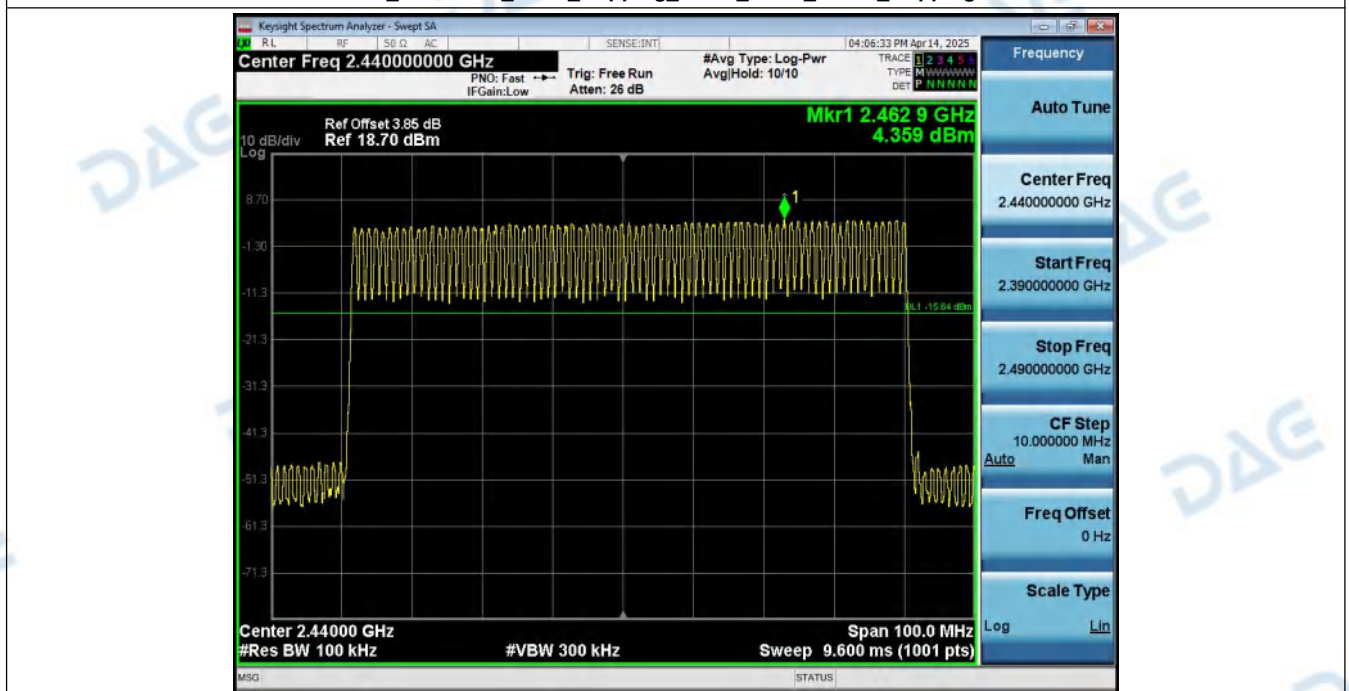 Keysight Spectrum Analyzer - Swept SA
RL RF 50 Ω AC SENSE:INT 04:06:33 PM Apr 14, 2025
Center Freq 2.440000000 GHz
PNO: Fast
IFGain:Low
Trig: Free Run
Atten: 26 dB
#Avg Type: Log-Pwr
Avg|Hold: 10/10
TRACE 1 2 3 4 5 6
TYPE M WWWWW
DET P N N N N N
Frequency
Auto Tune
Center Freq
2.440000000 GHz
Start Freq
2.390000000 GHz
Stop Freq
2.490000000 GHz
CF Step
10.000000 MHz
Auto Man
Freq Offset
0 Hz
Scale Type
Log Lin
Ref Offset 3.85 dB
10 dB/div Ref 18.70 dBm
Log
Mkr1 2.462 9 GHz
4.359 dBm
1
8.70
-1.30
-11.3
DL1 -15.64 dBm
-21.3
-31.3
-41.3
-51.3
-61.3
-71.3
Center 2.44000 GHz Span 100.0 MHz
#Res BW 100 kHz #VBW 300 kHz Sweep 9.600 ms (1001 pts)
MSG STATUS
DAG
DAG
DAG